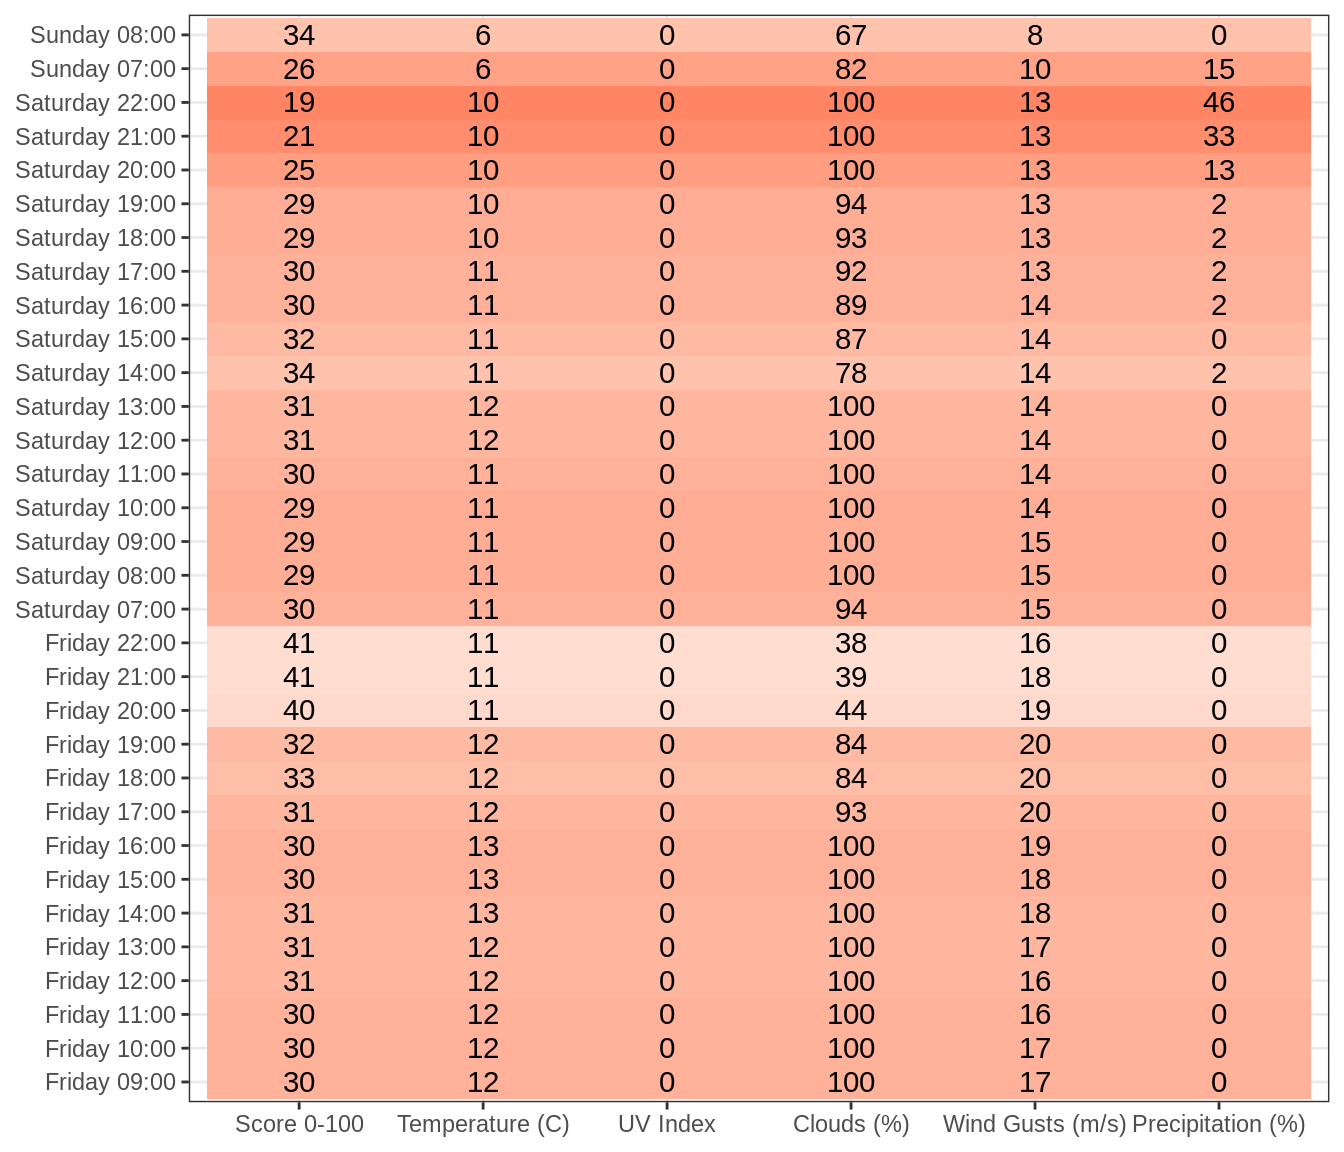 Sunday 08:00 34 6 0 67 8 0
Sunday 07:00 26 6 0 82 10 15
Saturday 22:00 19 10 0 100 13 46
Saturday 21:00 21 10 0 100 13 33
Saturday 20:00 25 10 0 100 13 13
Saturday 19:00 29 10 0 94 13 2
Saturday 18:00 29 10 0 93 13 2
Saturday 17:00 30 11 0 92 13 2
Saturday 16:00 30 11 0 89 14 2
Saturday 15:00 32 11 0 87 14 0
Saturday 14:00 34 11 0 78 14 2
Saturday 13:00 31 12 0 100 14 0
Saturday 12:00 31 12 0 100 14 0
Saturday 11:00 30 11 0 100 14 0
Saturday 10:00 29 11 0 100 14 0
Saturday 09:00 29 11 0 100 15 0
Saturday 08:00 29 11 0 100 15 0
Saturday 07:00 30 11 0 94 15 0
Friday 22:00 41 11 0 38 16 0
Friday 21:00 41 11 0 39 18 0
Friday 20:00 40 11 0 44 19 0
Friday 19:00 32 12 0 84 20 0
Friday 18:00 33 12 0 84 20 0
Friday 17:00 31 12 0 93 20 0
Friday 16:00 30 13 0 100 19 0
Friday 15:00 30 13 0 100 18 0
Friday 14:00 31 13 0 100 18 0
Friday 13:00 31 12 0 100 17 0
Friday 12:00 31 12 0 100 16 0
Friday 11:00 30 12 0 100 16 0
Friday 10:00 30 12 0 100 17 0
Friday 09:00 30 12 0 100 17 0
Score 0-100 Temperature (C) UV Index Clouds (%) Wind Gusts (m/s) Precipitation (%)